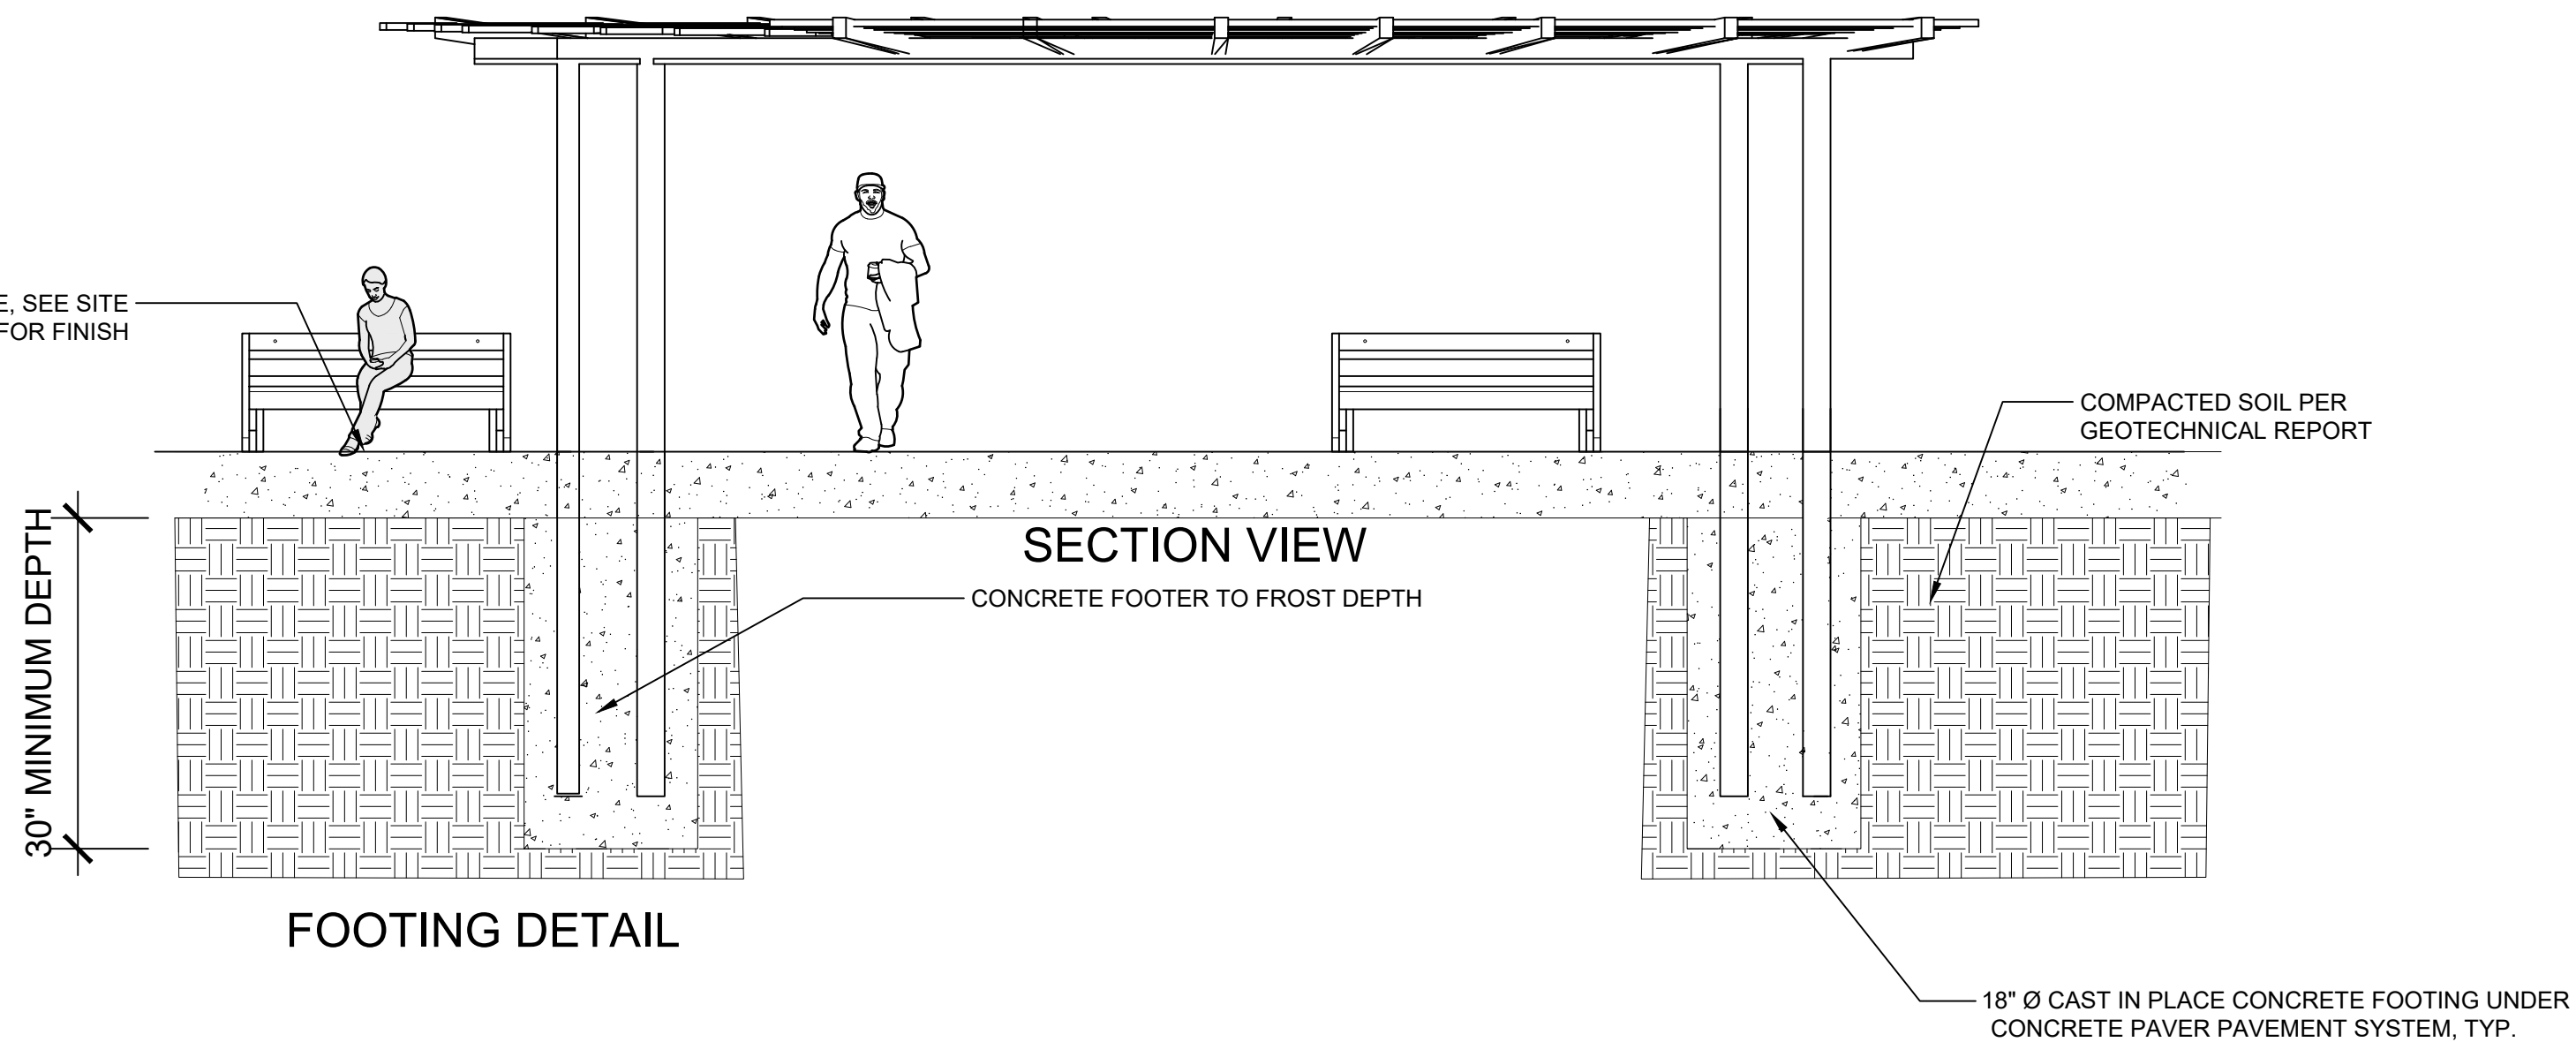 E, SEE SITE
FOR FINISH
COMPACTED SOIL PER
GEOTECHNICAL REPORT
30" MINIMUM DEPTH
SECTION VIEW
CONCRETE FOOTER TO FROST DEPTH
FOOTING DETAIL
18" Ø CAST IN PLACE CONCRETE FOOTING UNDER
CONCRETE PAVER PAVEMENT SYSTEM, TYP.